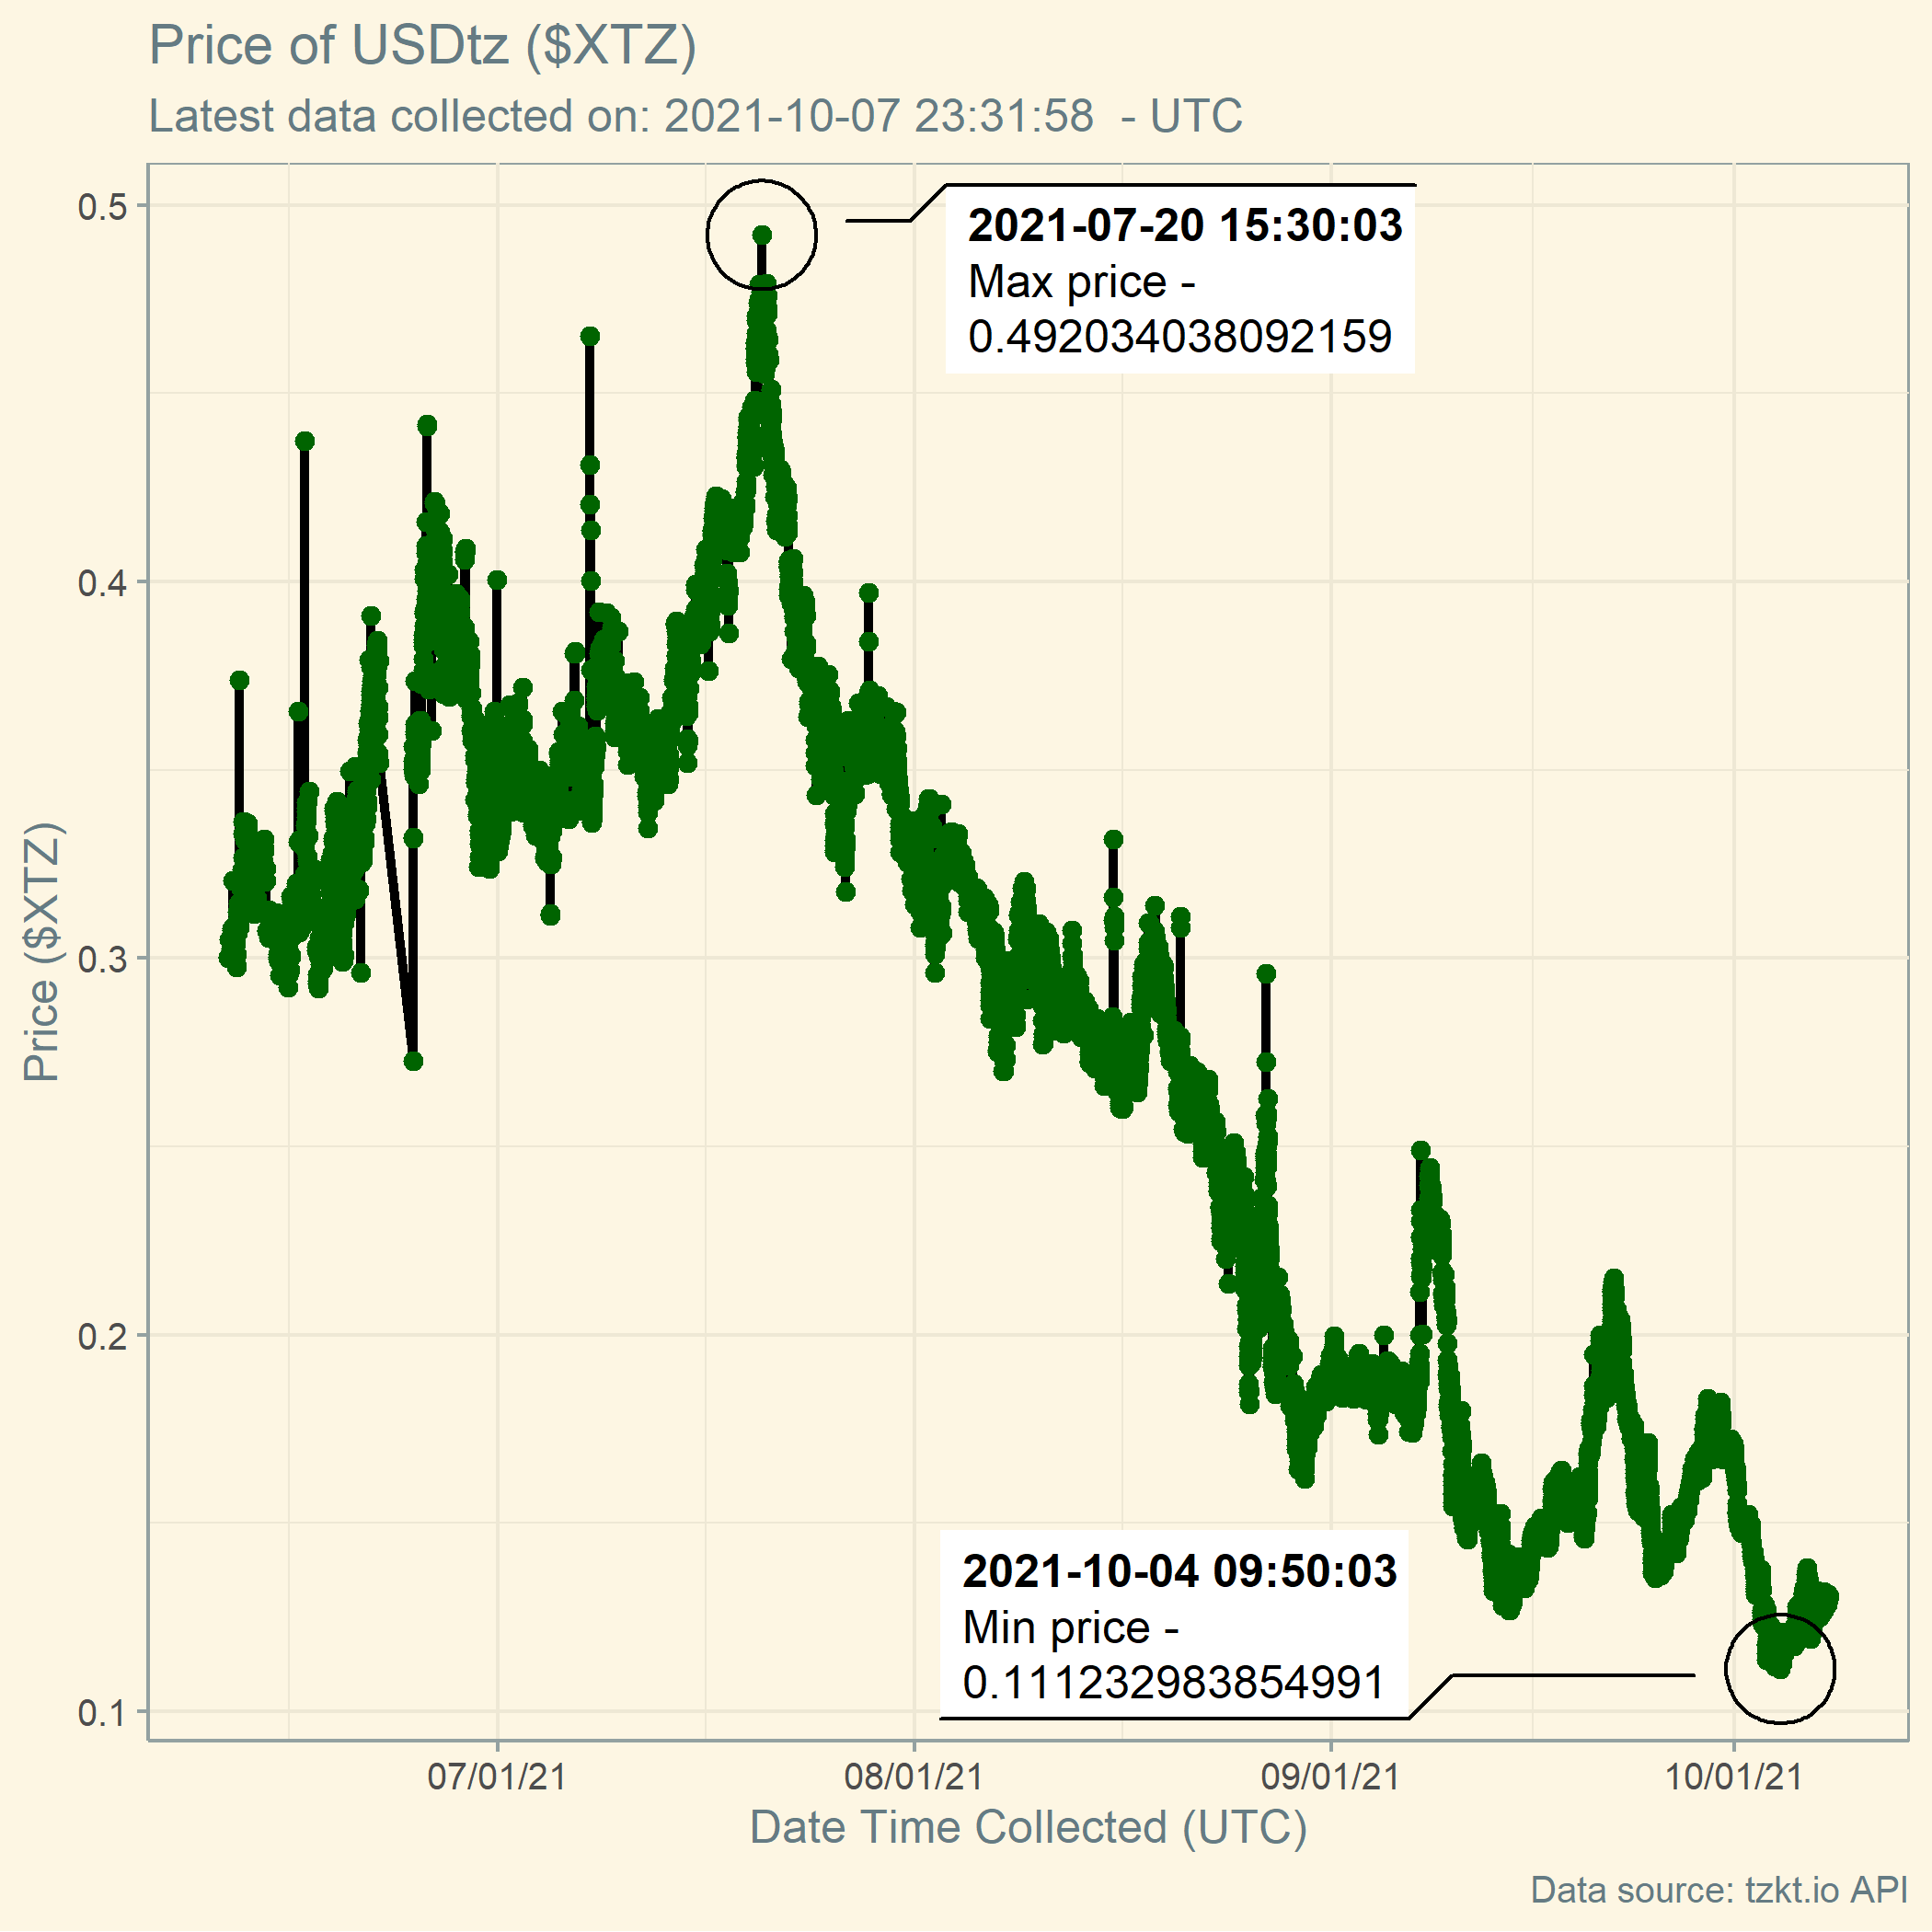 Price of USDtz ($XTZ)
Latest data collected on: 2021-10-07 23:31:58  - UTC
0.5
2021-07-20 15:30:03
Max price -
0.492034038092159
0.4
Price ($XTZ)
0.3
0.2
2021-10-04 09:50:03
Min price -
0.111232983854991
0.1
07/01/21
08/01/21
09/01/21
10/01/21
Date Time Collected (UTC)
Data source: tzkt.io API